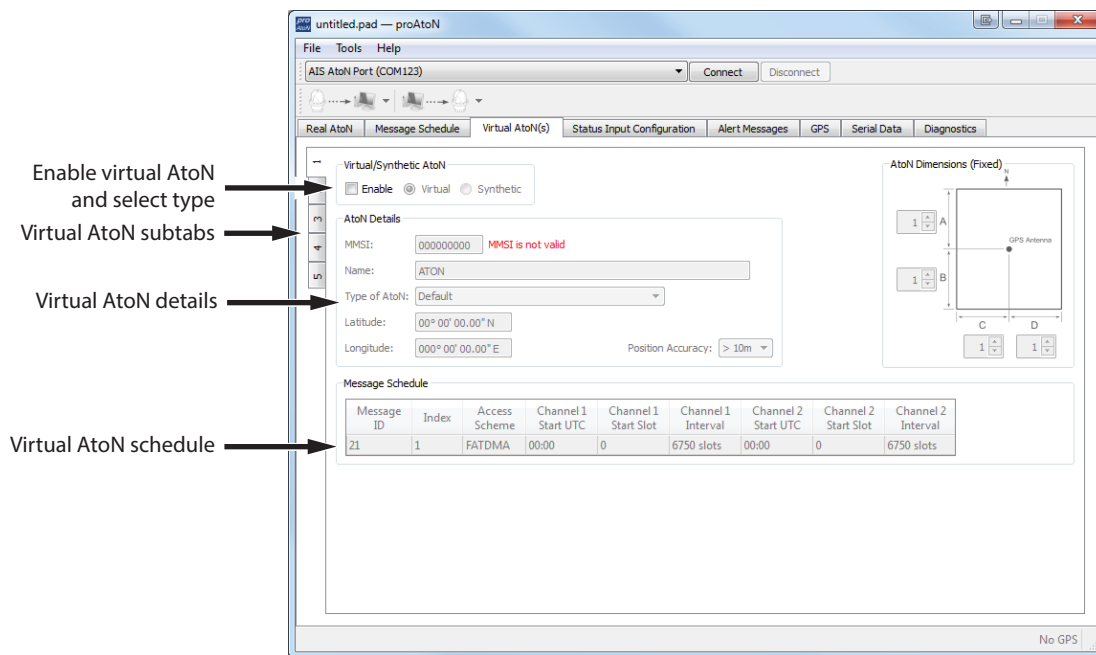 untitled.pad — proAtoN
File Tools Help
AIS AtoN Port (COM123) Connect Disconnect
Real AtoN Message Schedule Virtual AtoN(s) Status Input Configuration Alert Messages GPS Serial Data Diagnostics
Enable virtual AtoN
and select type
Virtual AtoN subtabs
Virtual AtoN details
Virtual AtoN schedule
1
3
4
5
Virtual/Synthetic AtoN
Enable Virtual Synthetic
AtoN Details
MMSI: 000000000 MMSI is not valid
Name: ATON
Type of AtoN: Default
Latitude: 00° 00' 00.00" N
Longitude: 000° 00' 00.00" E Position Accuracy: > 10m
AtoN Dimensions (Fixed)
N
1 A
GPS Antenna
1 B
C D
1 1
Message Schedule
Message ID Index Access Scheme Channel 1 Start UTC Channel 1 Start Slot Channel 1 Interval Channel 2 Start UTC Channel 2 Start Slot Channel 2 Interval
21 1 FATDMA 00:00 0 6750 slots 00:00 0 6750 slots
No GPS